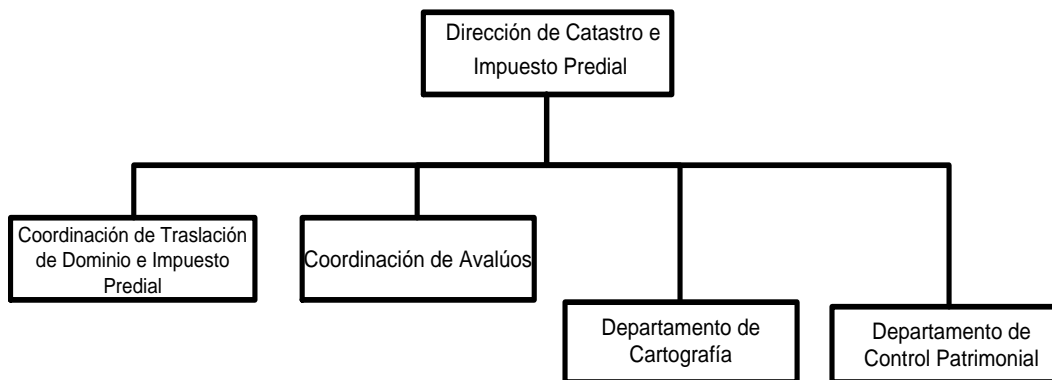 Dirección de Catastro e
Impuesto Predial
Coordinación de Traslación
de Dominio e Impuesto
Predial
Coordinación de Avalúos
Departamento de
Cartografía
Departamento de
Control Patrimonial